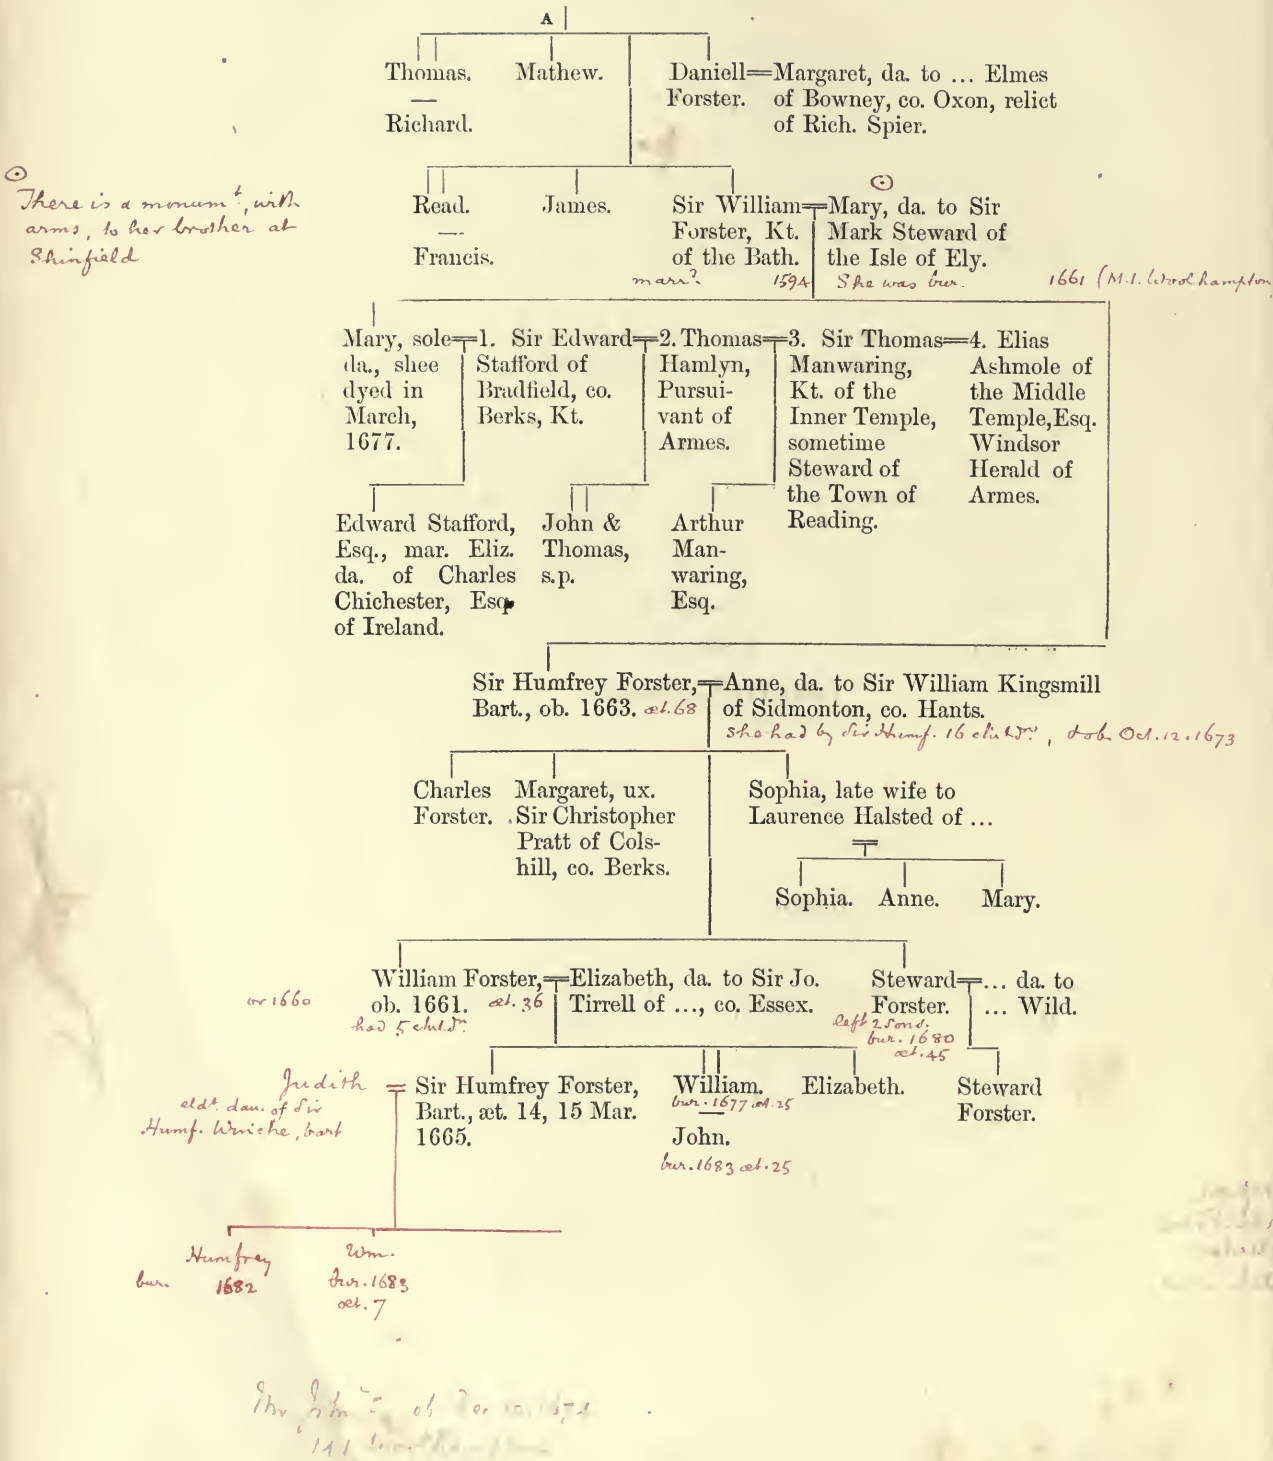 A
Thomas.
—
Richard.
Mathew.
Daniell=Margaret, da. to ... Elmes
Forster. of Bowney, co. Oxon, relict
of Rich. Spier.
☉
There is a monumt, with
arms, to her brother at
Shinfield
Read.
—
Francis.
James.
☉
Sir William=Mary, da. to Sir
Forster, Kt. Mark Steward of
of the Bath. the Isle of Ely.
marr? 1594 She was bur. 1661 (M.I. Woolhampton
Mary, sole
da., shee
dyed in
March,
1677.
=1. Sir Edward
Stafford of
Bradfield, co.
Berks, Kt.
=2. Thomas
Hamlyn,
Pursui-
vant of
Armes.
=3. Sir Thomas
Manwaring,
Kt. of the
Inner Temple,
sometime
Steward of
the Town of
Reading.
=4. Elias
Ashmole of
the Middle
Temple, Esq.
Windsor
Herald of
Armes.
Edward Stafford,
Esq., mar. Eliz.
da. of Charles
Chichester, Esq.
of Ireland.
John &
Thomas,
s.p.
Arthur
Man-
waring,
Esq.
Sir Humfrey Forster,=Anne, da. to Sir William Kingsmill
Bart., ob. 1663. æt. 68 of Sidmonton, co. Hants.
She had by Sir Humf. 16 childr., & ob. Oct. 12. 1673
Charles
Forster.
Margaret, ux.
Sir Christopher
Pratt of Cols-
hill, co. Berks.
Sophia, late wife to
Laurence Halsted of ...
Sophia. Anne. Mary.
William Forster,=Elizabeth, da. to Sir Jo.
or 1660 ob. 1661. æt. 36 Tirrell of ..., co. Essex.
had 5 childr.
Steward=... da. to
Forster. ... Wild.
left 2 sons.
bur. 1680
æt. 45
Judith =
eldt. dau. of Sir
Humf. Winche, bart
Sir Humfrey Forster,
Bart., æt. 14, 15 Mar.
1665.
William.
bur. 1677 æt. 25
—
John.
bur. 1683 æt. 25
Elizabeth.
Steward
Forster.
Humfrey
bur. 1682
Wm.
bur. 1683
æt. 7